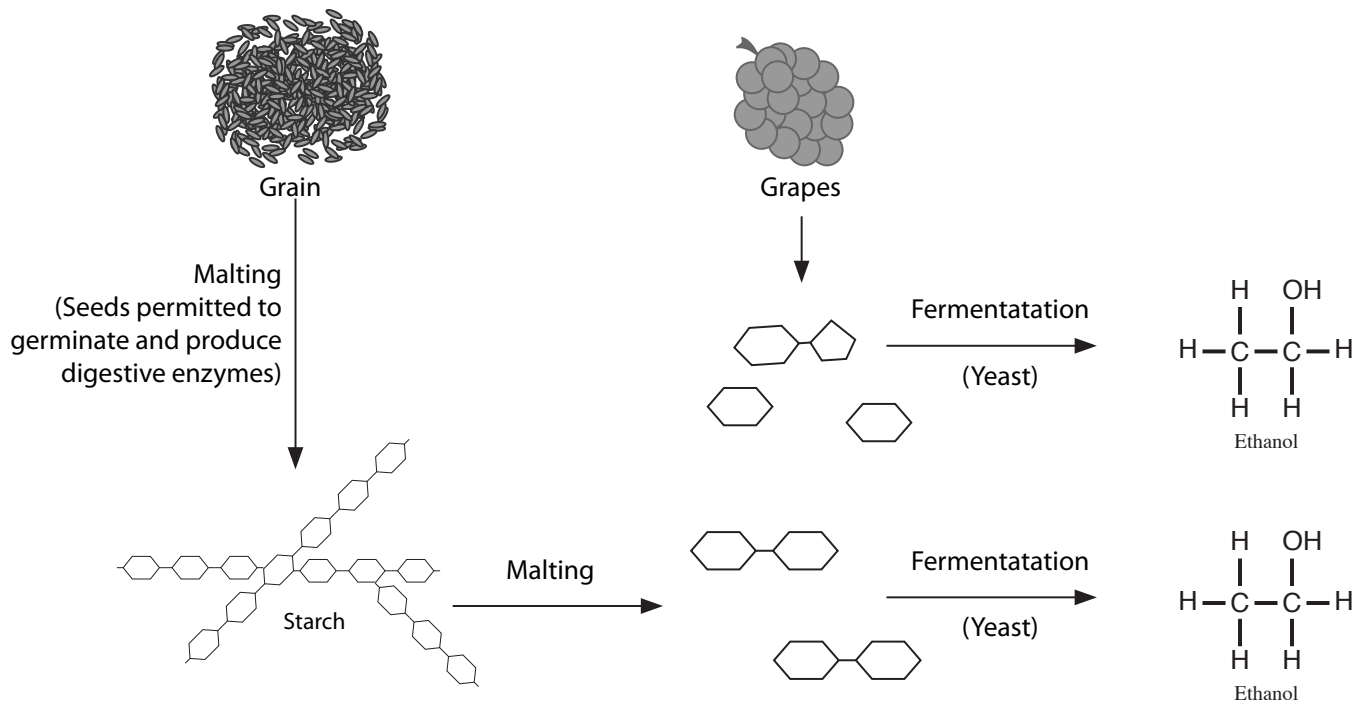 Grain
Grapes
Malting
(Seeds permitted to
germinate and produce
digestive enzymes)
Fermentatation
(Yeast)
H OH
H C C H
H H
Ethanol
Starch
Malting
Fermentatation
(Yeast)
H OH
H C C H
H H
Ethanol